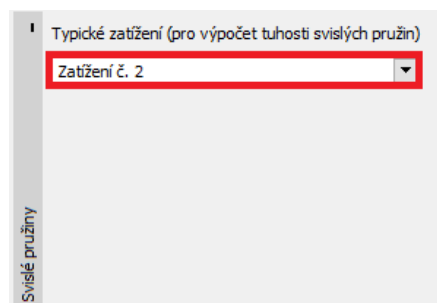 Typické zatížení (pro výpočet tuhosti svislých pružin)
Zatížení č. 2
Svislé pružiny